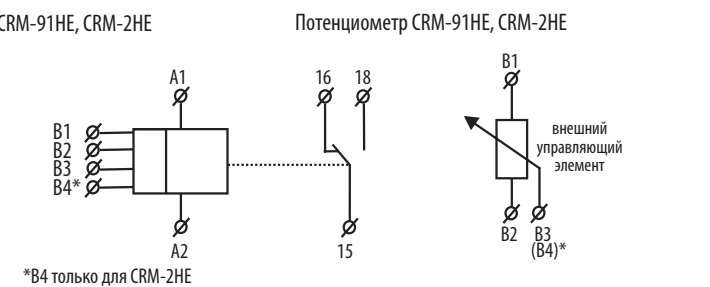 CRM-91HE, CRM-2HE
Потенциометр CRM-91HE, CRM-2HE
A1
16 18
B1
B1
B2
B3
B4*
внешний
управляющий
элемент
A2
15
B2
B3
(B4)*
*B4 только для CRM-2HE